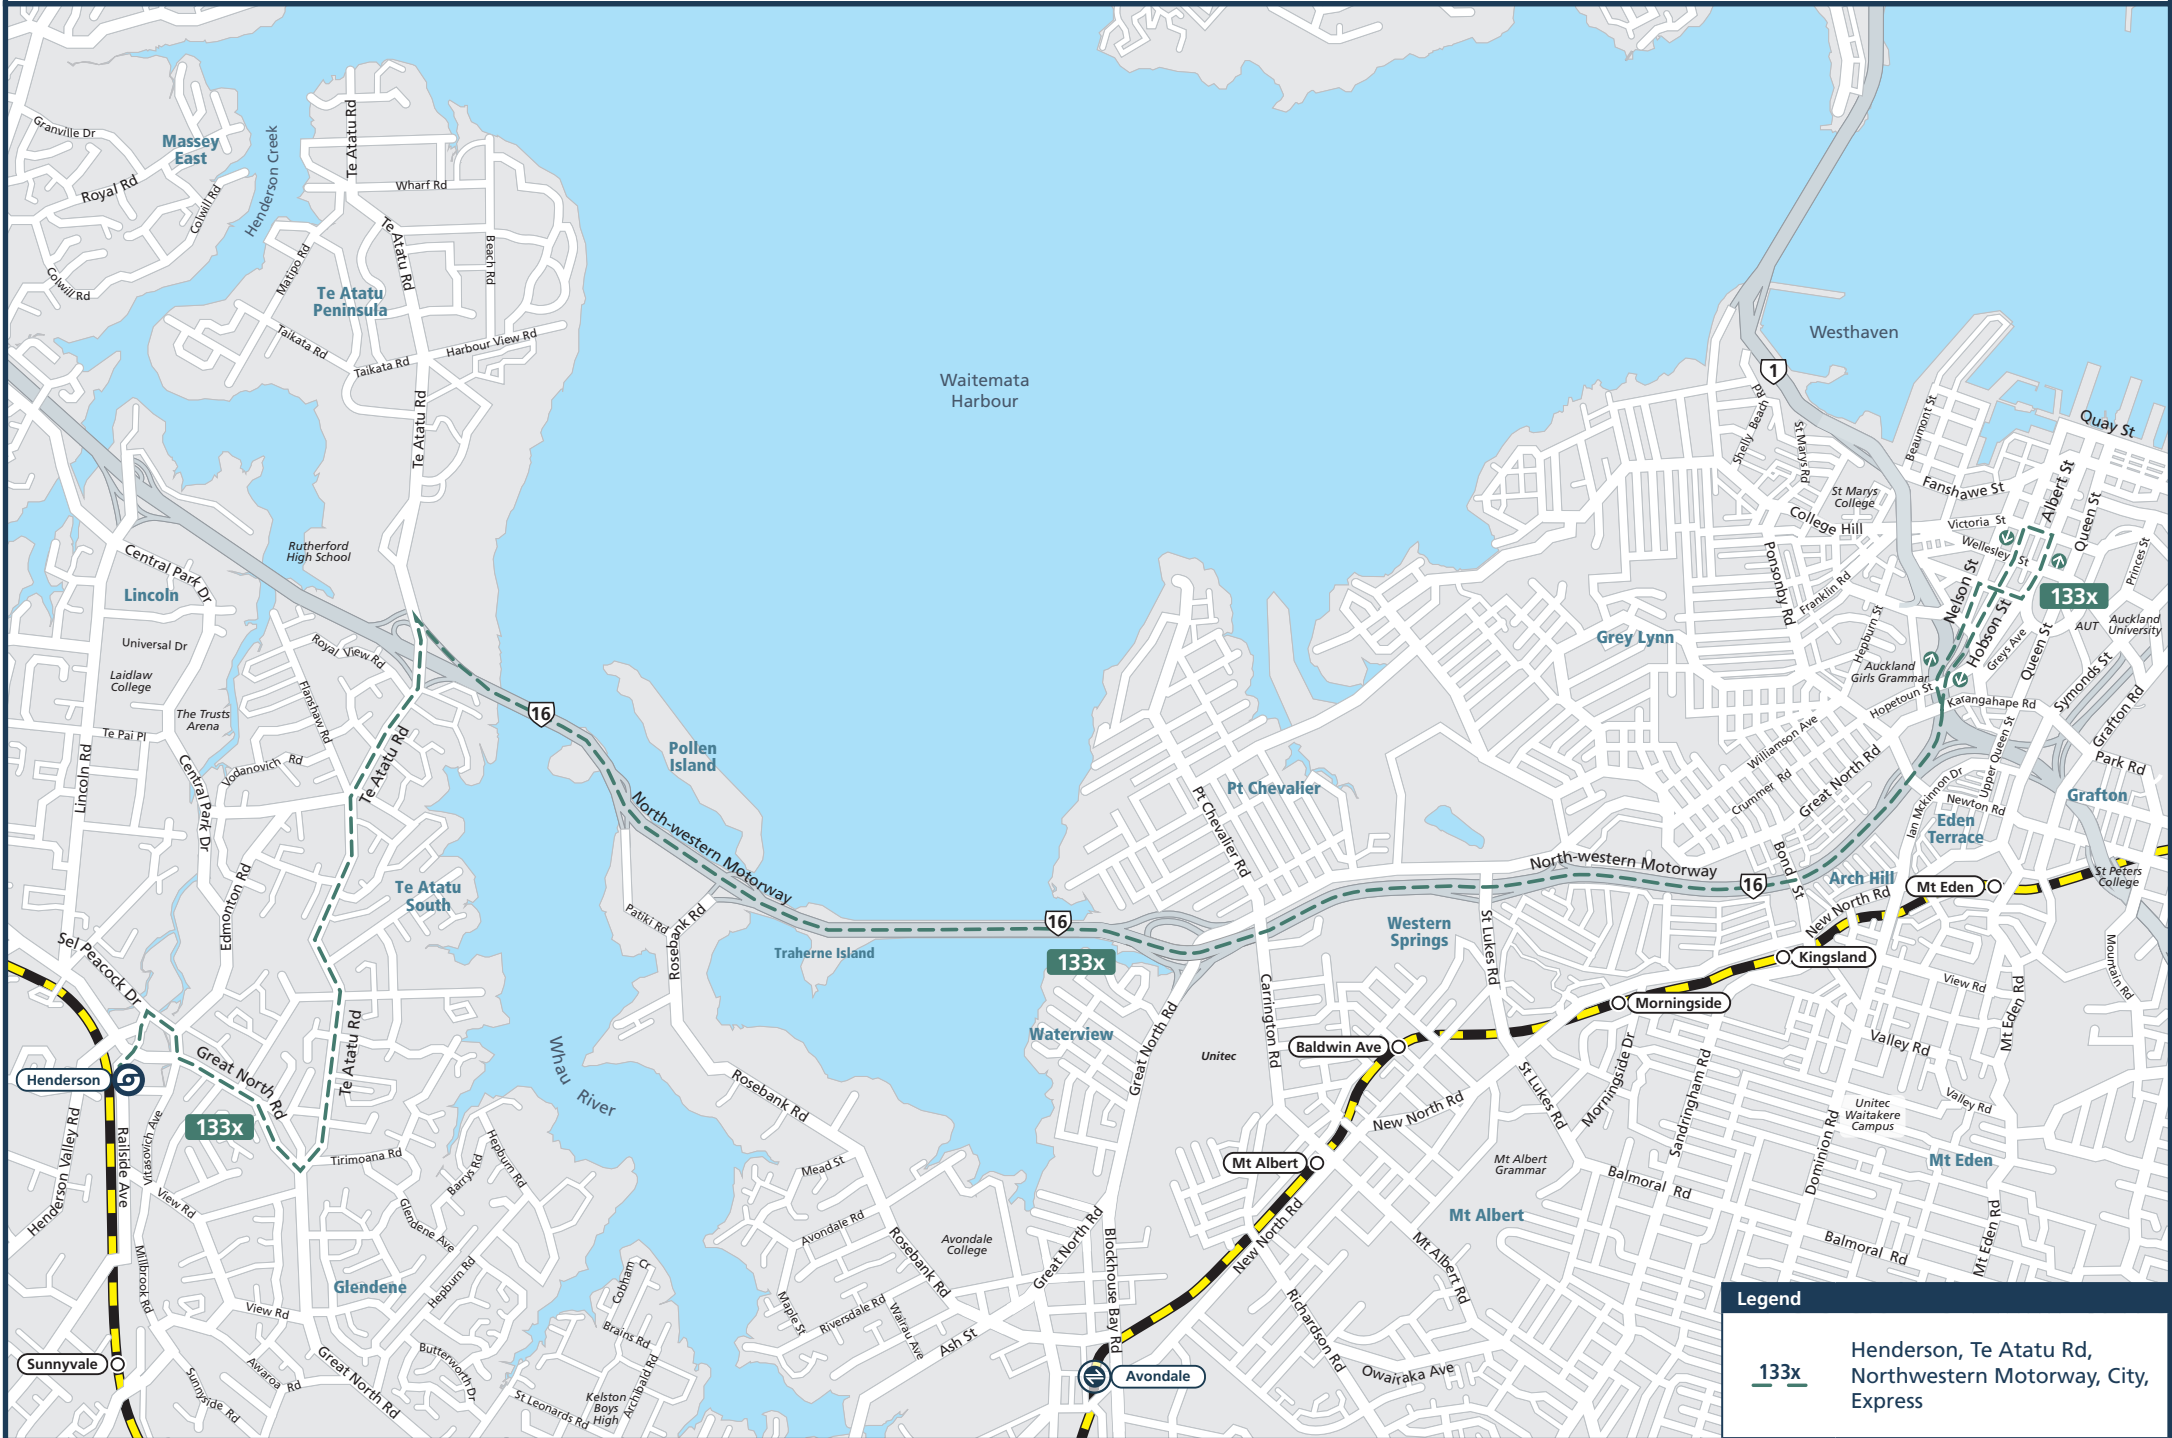 Granville Dr
Massey
East
Royal Rd
Colwill Rd
Colwill Rd
Henderson Creek
Te Atatu Rd
Wharf Rd
Te Atatu Rd
Beach Rd
Matipo Rd
Te Atatu
Peninsula
Taikata Rd
Taikata Rd
Harbour View Rd
Te Atatu Rd
Waitemata
Harbour
Westhaven
1
Shelly Beach Rd
St Marys Rd
Beaumont St
Quay St
Fanshawe St
Albert St
Queen St
St Marys
College
College Hill
Victoria St
Wellesley St
Princes St
Ponsonby Rd
Franklin Rd
Nelson St
Hobson St
133x
Hepburn St
Greys Ave
Queen St
AUT
Auckland
University
Auckland
Girls Grammar
Symonds St
Hopetoun St
Karangahape Rd
Grafton Rd
Grey Lynn
Williamson Ave
Upper Queen St
Park Rd
Crummer Rd
Great North Rd
Ian Mckinnon Dr
Newton Rd
Grafton
Eden
Terrace
Rutherford
High School
Central Park Dr
Lincoln
Universal Dr
Laidlaw
College
The Trusts
Arena
Te Pai Pl
Lincoln Rd
Central Park Dr
Royal View Rd
Flanshaw Rd
Vodanovich Rd
Te Atatu Rd
16
Pollen
Island
North-western Motorway
Pt Chevalier
Pt Chevalier Rd
North-western Motorway
16
Bond St
Arch Hill
Mt Eden
St Peters
College
New North Rd
Te Atatu
South
Edmonton Rd
Sel Peacock Dr
Patiki Rd
Rosebank Rd
Traherne Island
16
133x
Western
Springs
St Lukes Rd
Kingsland
Mountain Rd
View Rd
Mt Eden Rd
Morningside
Carrington Rd
Waterview
Great North Rd
Unitec
Baldwin Ave
Valley Rd
Valley Rd
Henderson
Great North Rd
Te Atatu Rd
Whau River
Rosebank Rd
New North Rd
St Lukes Rd
Morningside Dr
Sandringham Rd
Unitec
Waitakere
Campus
Dominion Rd
Mt Eden
133x
Henderson Valley Rd
Railside Ave
Vitasovich Ave
Tirimoana Rd
Barrys Rd
Hepburn Rd
Mead St
Mt Albert
Mt Albert
Grammar
Balmoral Rd
View Rd
Glendene Ave
Avondale Rd
Rosebank Rd
Avondale
College
Great North Rd
Blockhouse Bay Rd
New North Rd
Mt Albert
Mt Albert Rd
Balmoral Rd
Mt Eden Rd
Millbrook Rd
Glendene
Hepburn Rd
Cobham Cr
Brains Rd
View Rd
Maple St
Riversdale Rd
Wairau Ave
Ash St
Richardson Rd
Owairaka Ave
Sunnyvale
Sunnyside Rd
Awaroa Rd
Great North Rd
Butterworth Dr
St Leonards Rd
Kelston
Boys
High
Archibald Rd
Avondale
Legend
133x
Henderson, Te Atatu Rd,
Northwestern Motorway, City,
Express